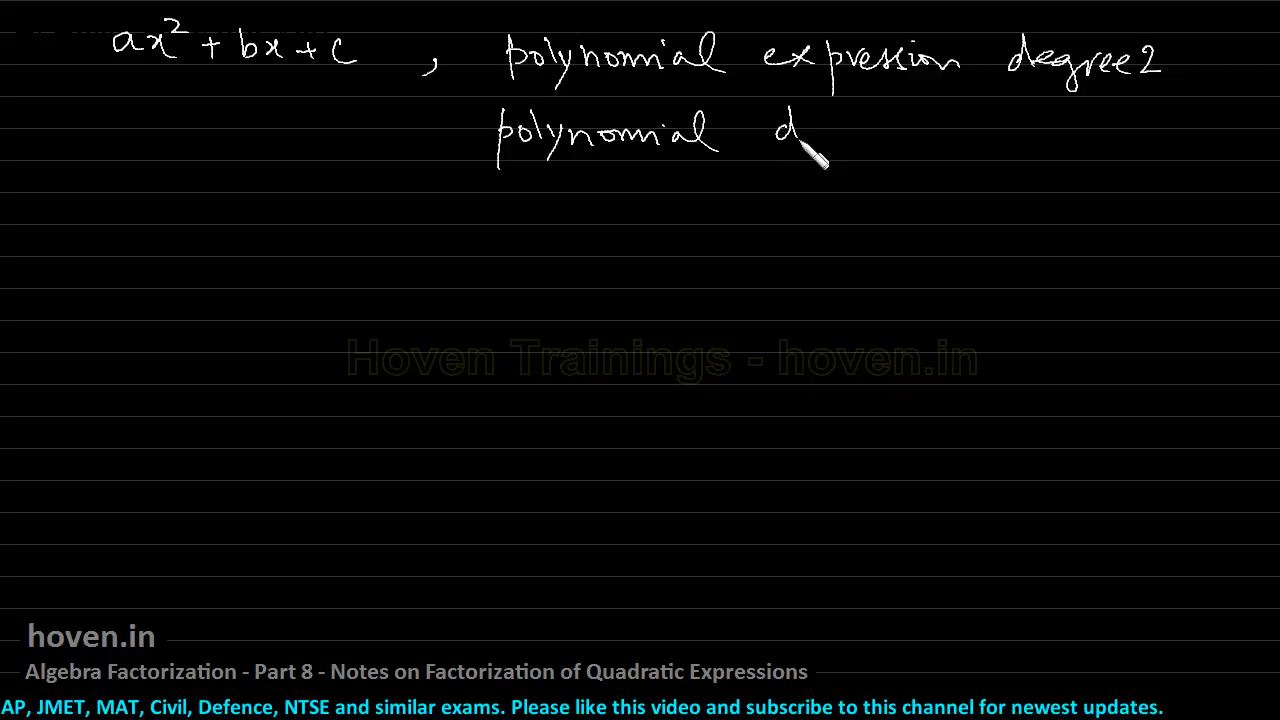 ax² + bx + c , polynomial expression degree 2
polynomial d
Hoven Trainings - hoven.in
hoven.in
Algebra Factorization - Part 8 - Notes on Factorization of Quadratic Expressions
AP, JMET, MAT, Civil, Defence, NTSE and similar exams. Please like this video and subscribe to this channel for newest updates.